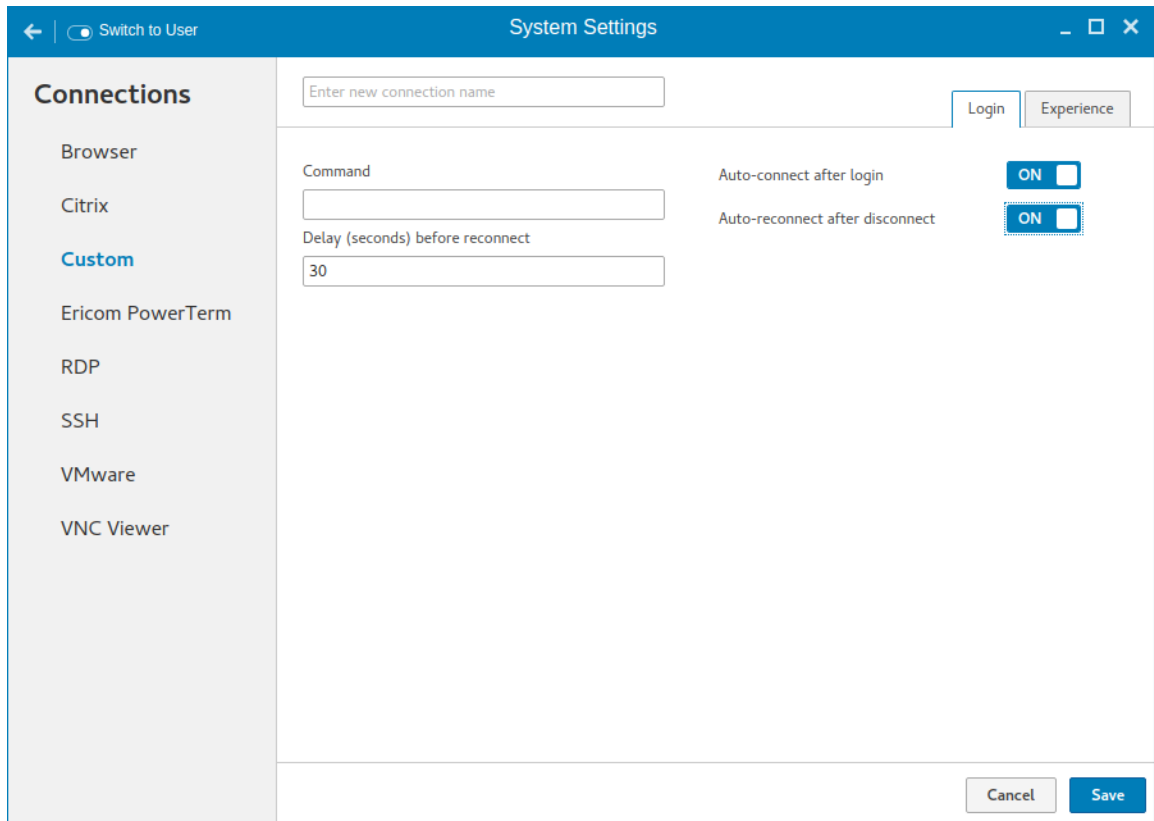 Switch to User
System Settings
Connections
Browser
Citrix
Custom
Ericom PowerTerm
RDP
SSH
VMware
VNC Viewer
Enter new connection name
Login
Experience
Command
Delay (seconds) before reconnect
30
Auto-connect after login
ON
Auto-reconnect after disconnect
ON
Cancel
Save